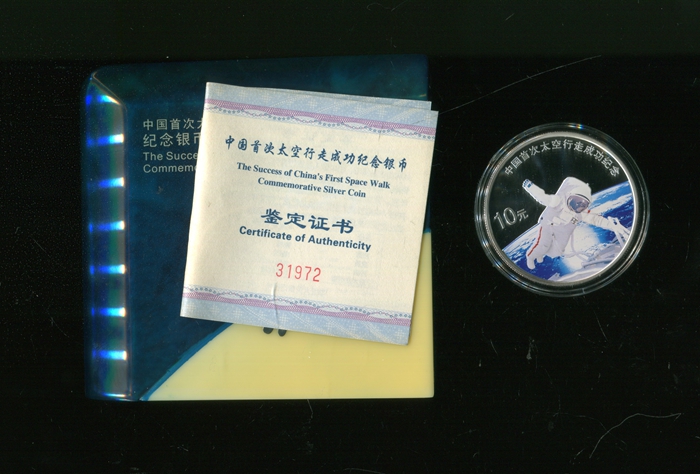 中国首次太
纪念银币
The Succes
Commemo
中国首次太空行走成功纪念银币
The Success of China's First Space Walk
Commemorative Silver Coin
鉴定证书
Certificate of Authenticity
31972
中国首次太空行走成功纪念
10元